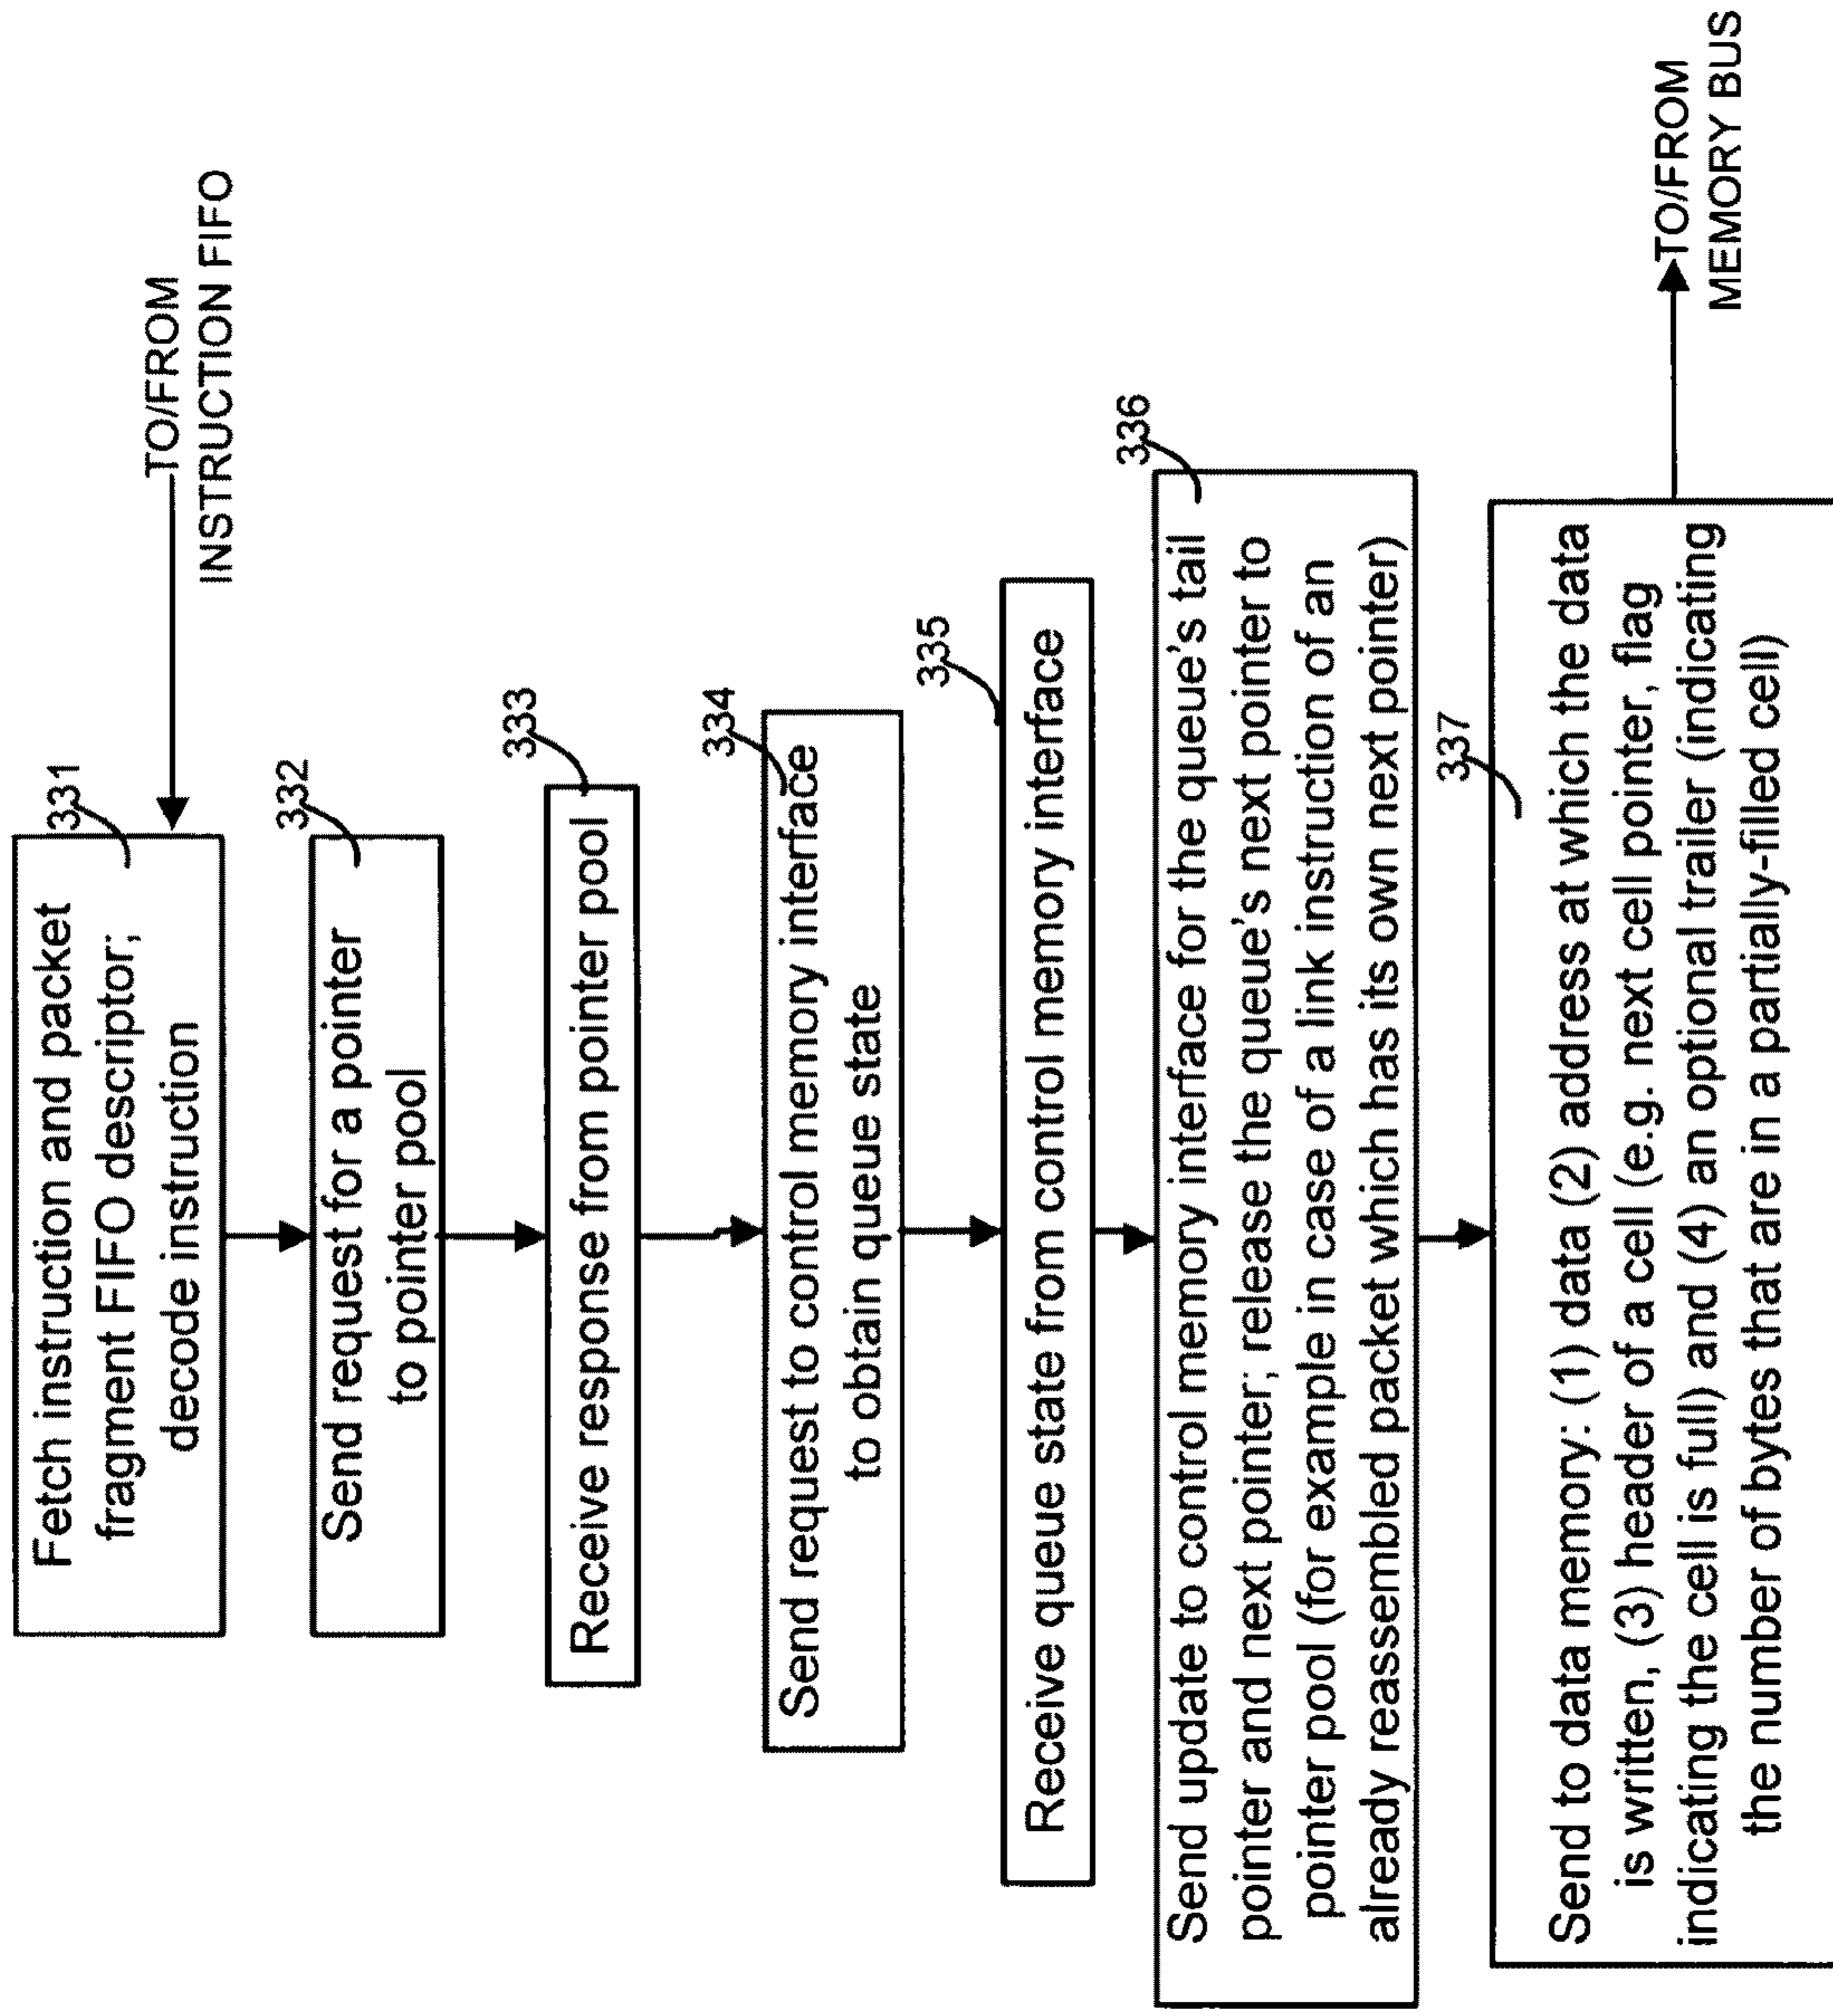 331
Fetch instruction and packet
fragment FIFO descriptor;
decode instruction
TO/FROM
INSTRUCTION FIFO
332
Send request for a pointer
to pointer pool
333
Receive response from pointer pool
334
Send request to control memory interface
to obtain queue state
335
Receive queue state from control memory interface
336
Send update to control memory interface for the queue's tail
pointer and next pointer; release the queue's next pointer to
pointer pool (for example in case of a link instruction of an
already reassembled packet which has its own next pointer)
337
Send to data memory: (1) data (2) address at which the data
is written, (3) header of a cell (e.g. next cell pointer, flag
indicating the cell is full) and (4) an optional trailer (indicating
the number of bytes that are in a partially-filled cell)
TO/FROM
MEMORY BUS